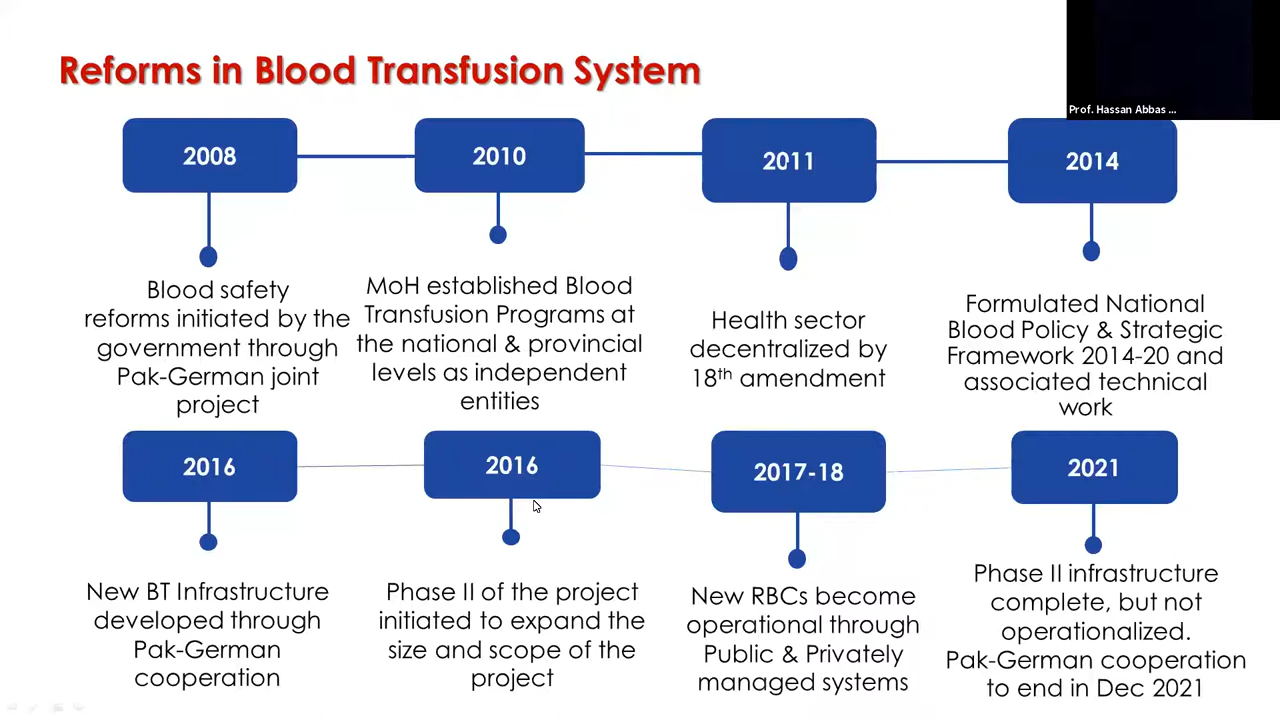 Reforms in Blood Transfusion System
Prof. Hassan Abbas ...
2008
2010
2011
2014
Blood safety
reforms initiated by the
government through
Pak-German joint
project
MoH established Blood
Transfusion Programs at
the national & provincial
levels as independent
entities
Health sector
decentralized by
18th amendment
Formulated National
Blood Policy & Strategic
Framework 2014-20 and
associated technical
work
2016
2016
2017-18
2021
New BT Infrastructure
developed through
Pak-German
cooperation
Phase II of the project
initiated to expand the
size and scope of the
project
New RBCs become
operational through
Public & Privately
managed systems
Phase II infrastructure
complete, but not
operationalized.
Pak-German cooperation
to end in Dec 2021